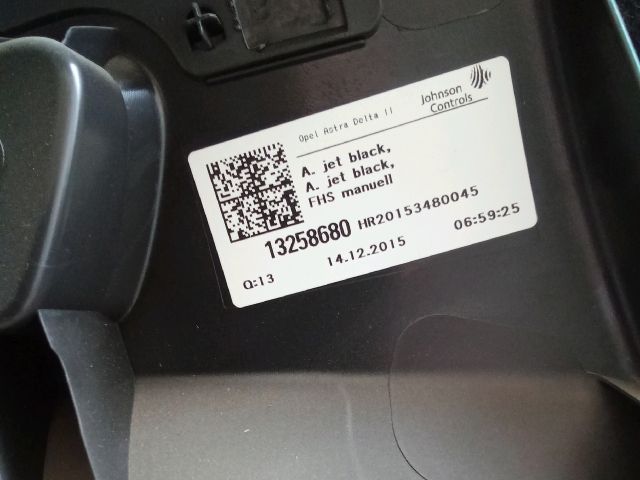 Opel Astra Delta II
Johnson
Controls
A. jet black,
A. jet black,
FHS manuell
13258680 HR20153480045
Q:13 14.12.2015 06:59:25